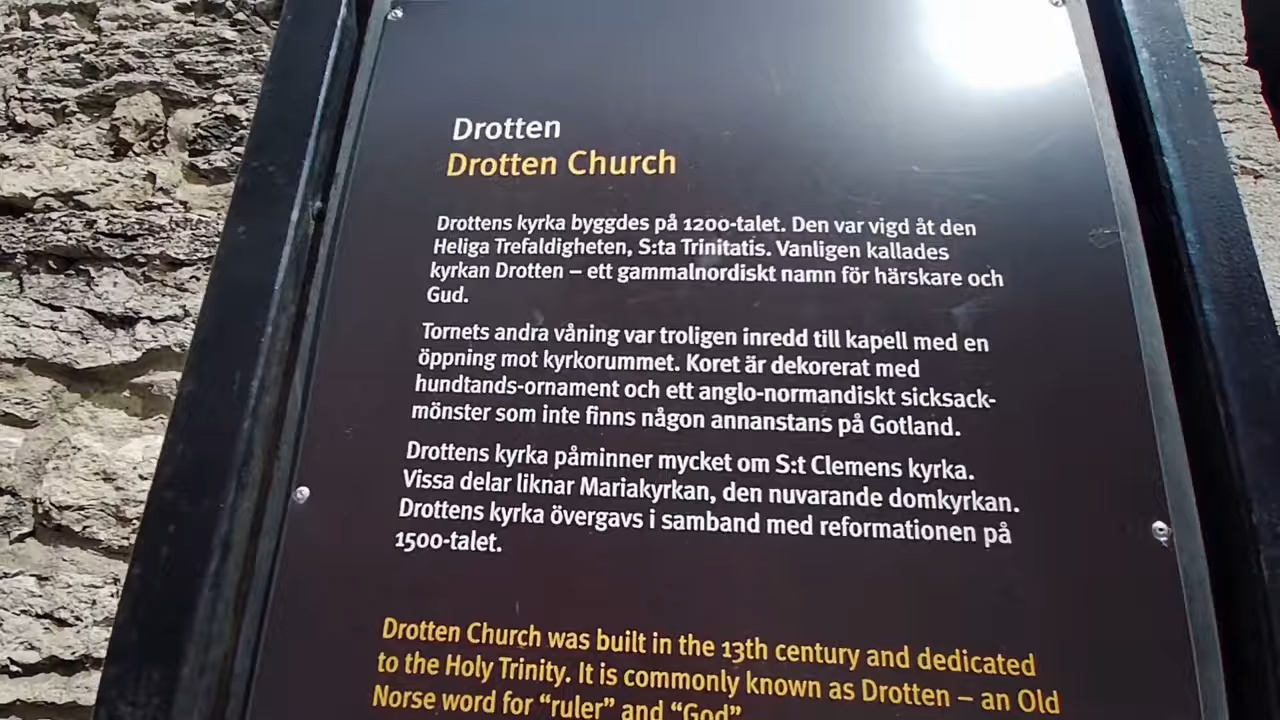 Drotten
Drotten Church
Drottens kyrka byggdes på 1200-talet. Den var vigd åt den
Heliga Trefaldigheten, S:ta Trinitatis. Vanligen kallades
kyrkan Drotten – ett gammalnordiskt namn för härskare och
Gud.
Tornets andra våning var troligen inredd till kapell med en
öppning mot kyrkorummet. Koret är dekorerat med
hundtands-ornament och ett anglo-normandiskt sicksack-
mönster som inte finns någon annanstans på Gotland.
Drottens kyrka påminner mycket om S:t Clemens kyrka.
Vissa delar liknar Mariakyrkan, den nuvarande domkyrkan.
Drottens kyrka övergavs i samband med reformationen på
1500-talet.
Drotten Church was built in the 13th century and dedicated
to the Holy Trinity. It is commonly known as Drotten – an Old
Norse word for “ruler” and “God”